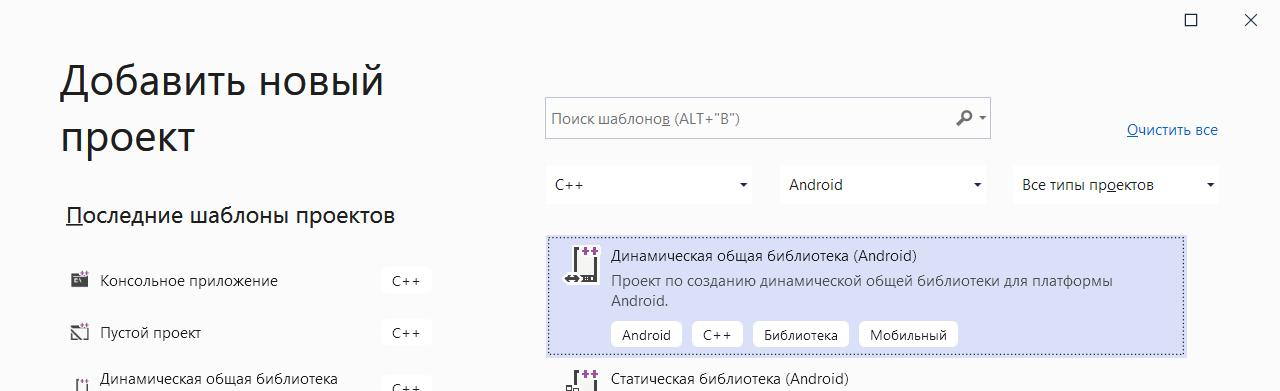 Добавить новый
проект
Последние шаблоны проектов
Консольное приложение C++
Пустой проект C++
Динамическая общая библиотека C++
Поиск шаблонов (ALT+"В")
Очистить все
C++ Android Все типы проектов
Динамическая общая библиотека (Android)
Проект по созданию динамической общей библиотеки для платформы
Android.
Android C++ Библиотека Мобильный
Статическая библиотека (Android)